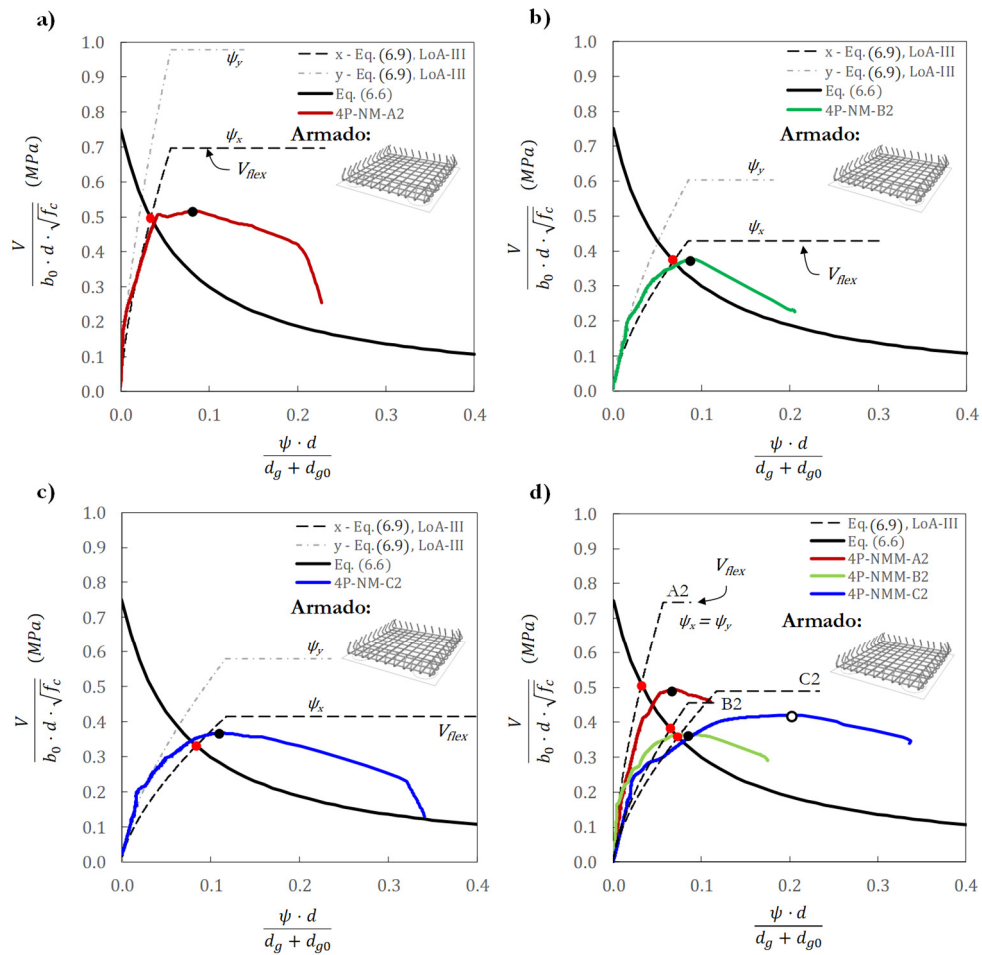 a)
1.0
0.9
0.8
0.7
0.6
0.5
0.4
0.3
0.2
0.1
0.0
0.0 0.1 0.2 0.3 0.4
V / b0 · d · √fc (MPa)
ψ · d / dg + dg0
x - Eq. (6.9), LoA-III
y - Eq. (6.9), LoA-III
Eq. (6.6)
4P-NM-A2
Armado:
ψy
ψx
Vflex
b)
1.0
0.9
0.8
0.7
0.6
0.5
0.4
0.3
0.2
0.1
0.0
0.0 0.1 0.2 0.3 0.4
V / b0 · d · √fc (MPa)
ψ · d / dg + dg0
x - Eq. (6.9), LoA-III
y - Eq. (6.9), LoA-III
Eq. (6.6)
4P-NM-B2
Armado:
ψy
ψx
Vflex
c)
1.0
0.9
0.8
0.7
0.6
0.5
0.4
0.3
0.2
0.1
0.0
0.0 0.1 0.2 0.3 0.4
V / b0 · d · √fc (MPa)
ψ · d / dg + dg0
x - Eq. (6.9), LoA-III
y - Eq. (6.9), LoA-III
Eq. (6.6)
4P-NM-C2
Armado:
ψy
ψx
Vflex
d)
1.0
0.9
0.8
0.7
0.6
0.5
0.4
0.3
0.2
0.1
0.0
0.0 0.1 0.2 0.3 0.4
V / b0 · d · √fc (MPa)
ψ · d / dg + dg0
Eq. (6.9), LoA-III
Eq. (6.6)
4P-NMM-A2
4P-NMM-B2
4P-NMM-C2
Vflex
A2
ψx = ψy
Armado:
C2
B2